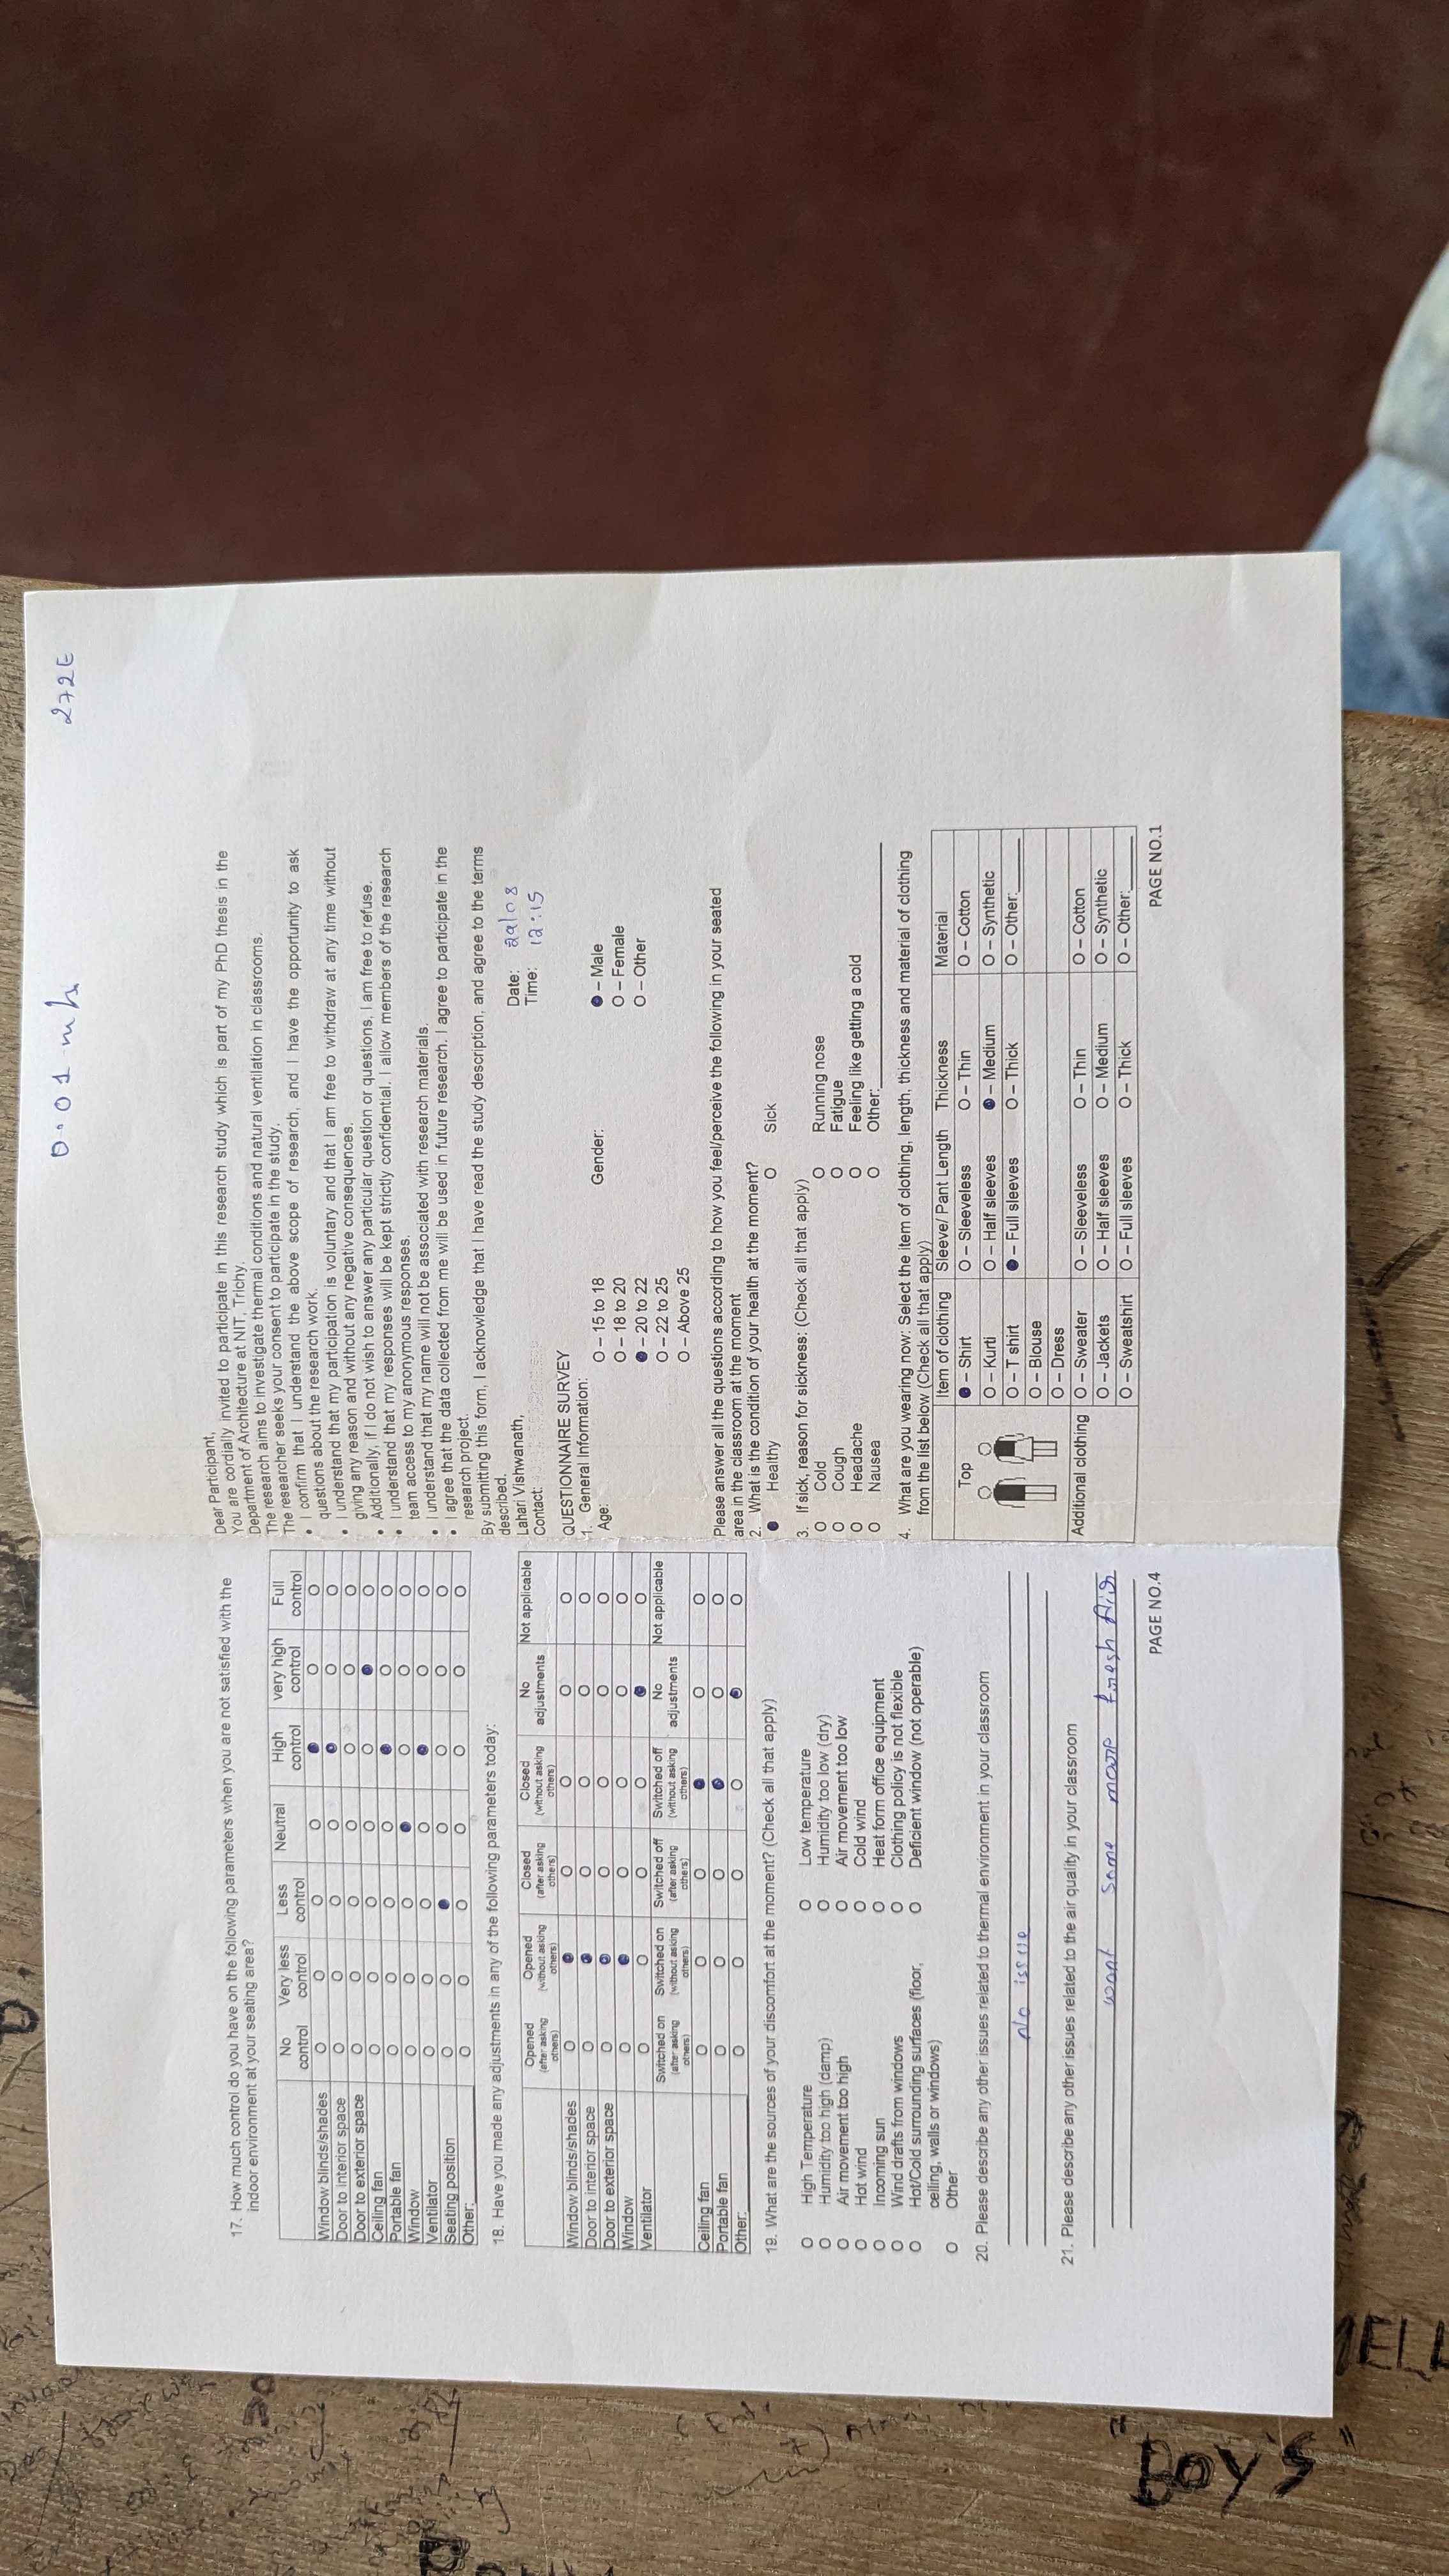 17. How much control do you have on the following parameters when you are not satisfied with the
indoor environment at your seating area?
No control Very less control Less control Neutral High control very high control Full control
Window blinds/shades O O O O ● O O
Door to interior space O O O O ● O O
Door to exterior space O O O O O O O
Ceiling fan O O O O O ● O
Portable fan O O O O ● O O
Window O O O ● O O O
Ventilator O O O O ● O O
Seating position O O ● O O O O
Other: O O O O O O O
18. Have you made any adjustments in any of the following parameters today:
Opened (after asking others) Opened (without asking others) Closed (after asking others) Closed (without asking others) No adjustments Not applicable
Window blinds/shades O ● O O O O
Door to interior space O ● O O O O
Door to exterior space O ● O O O O
Window O ● O O O O
Ventilator O O O O ● O
Switched on (after asking others) Switched on (without asking others) Switched off (after asking others) Switched off (without asking others) No adjustments Not applicable
Ceiling fan O O O ● O O
Portable fan O O O ● O O
Other: O O O O ● O
19. What are the sources of your discomfort at the moment? (Check all that apply)
O High Temperature O Low temperature
O Humidity too high (damp) O Humidity too low (dry)
O Air movement too high O Air movement too low
O Hot wind O Cold wind
O Incoming sun O Heat form office equipment
O Wind drafts from windows O Clothing policy is not flexible
O Hot/Cold surrounding surfaces (floor, O Deficient window (not operable)
ceiling, walls or windows)
O Other
20. Please describe any other issues related to thermal environment in your classroom
No issue
21. Please describe any other issues related to the air quality in your classroom
want some more fresh Air
PAGE NO.4
0.01 m/s
272E
Dear Participant,
You are cordially invited to participate in this research study which is part of my PhD thesis in the
Department of Architecture at NIT, Trichy.
The research aims to investigate thermal conditions and natural ventilation in classrooms.
The researcher seeks your consent to participate in the study.
• I confirm that I understand the above scope of research, and I have the opportunity to ask
questions about the research work.
• I understand that my participation is voluntary and that I am free to withdraw at any time without
giving any reason and without any negative consequences.
• Additionally, if I do not wish to answer any particular question or questions, I am free to refuse.
• I understand that my responses will be kept strictly confidential. I allow members of the research
team access to my anonymous responses.
• I understand that my name will not be associated with research materials.
• I agree that the data collected from me will be used in future research. I agree to participate in the
research project.
By submitting this form, I acknowledge that I have read the study description, and agree to the terms
described.
Lahari Vishwanath,
Contact:
Date: 29/08
Time: 12:15
QUESTIONNAIRE SURVEY
1. General Information:
Age: O – 15 to 18 Gender: ● – Male
O – 18 to 20 O – Female
● – 20 to 22 O – Other
O – 22 to 25
O – Above 25
Please answer all the questions according to how you feel/perceive the following in your seated
area in the classroom at the moment
2. What is the condition of your health at the moment?
● Healthy O Sick
3. If sick, reason for sickness: (Check all that apply)
O Cold O Running nose
O Cough O Fatigue
O Headache O Feeling like getting a cold
O Nausea O Other:
4. What are you wearing now: Select the item of clothing, length, thickness and material of clothing
from the list below (Check all that apply)
Item of clothing Sleeve/ Pant Length Thickness Material
Top ● – Shirt O – Sleeveless O – Thin O – Cotton
O – Kurti O – Half sleeves ● – Medium O – Synthetic
O – T shirt ● – Full sleeves O – Thick O – Other:
O – Blouse
O – Dress
Additional clothing O – Sweater O – Sleeveless O – Thin O – Cotton
O – Jackets O – Half sleeves O – Medium O – Synthetic
O – Sweatshirt O – Full sleeves O – Thick O – Other:
PAGE NO.1
"BOY'S"